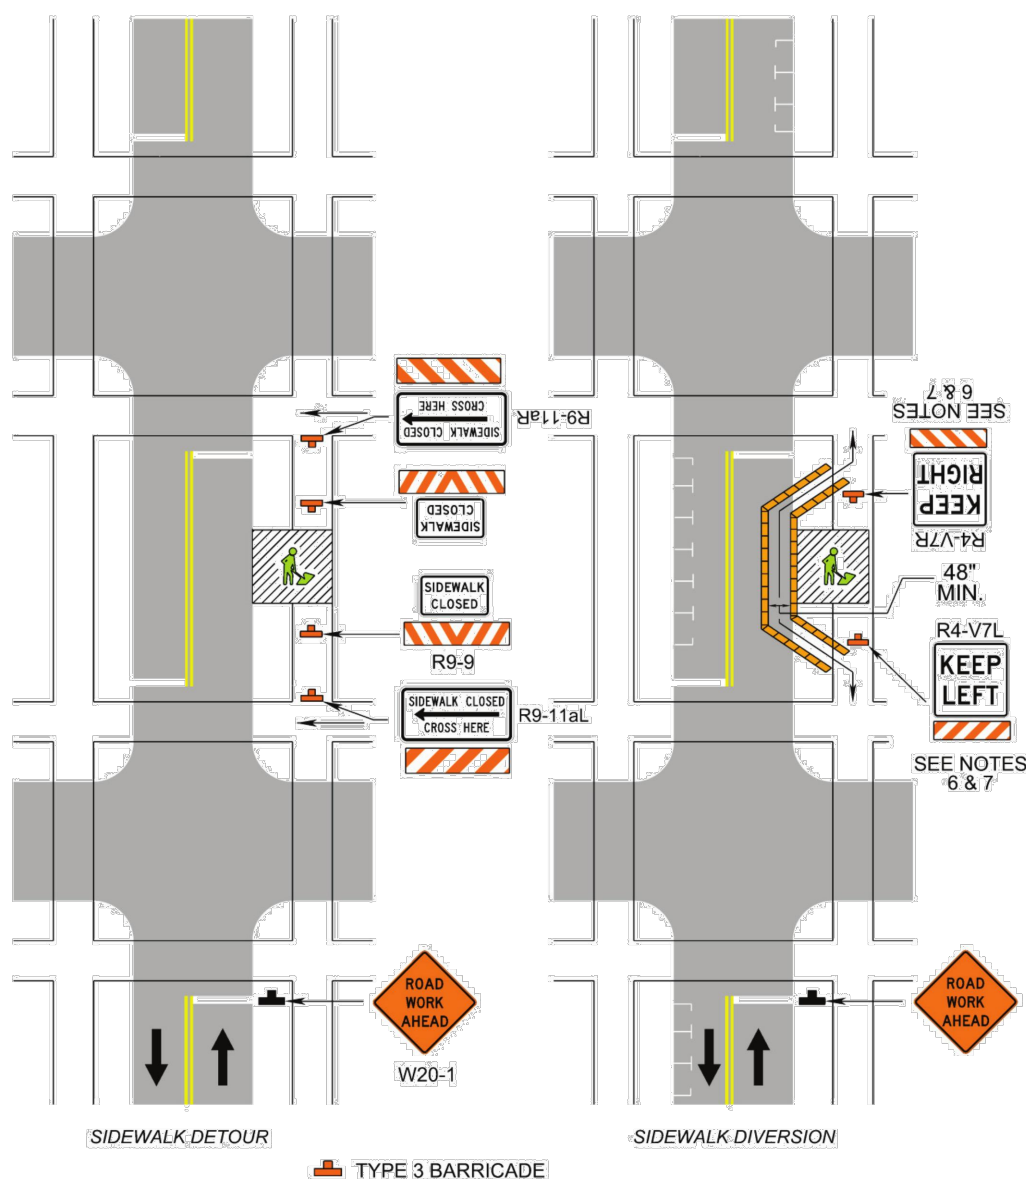 SIDEWALK CLOSED
CROSS HERE
R9-11aR
SIDEWALK
CLOSED
SIDEWALK
CLOSED
R9-9
SIDEWALK CLOSED
CROSS HERE
R9-11aL
ROAD
WORK
AHEAD
W20-1
SIDEWALK DETOUR
SEE NOTES
6 & 7
KEEP
RIGHT
R4-V7R
48"
MIN.
R4-V7L
KEEP
LEFT
SEE NOTES
6 & 7
ROAD
WORK
AHEAD
SIDEWALK DIVERSION
TYPE 3 BARRICADE